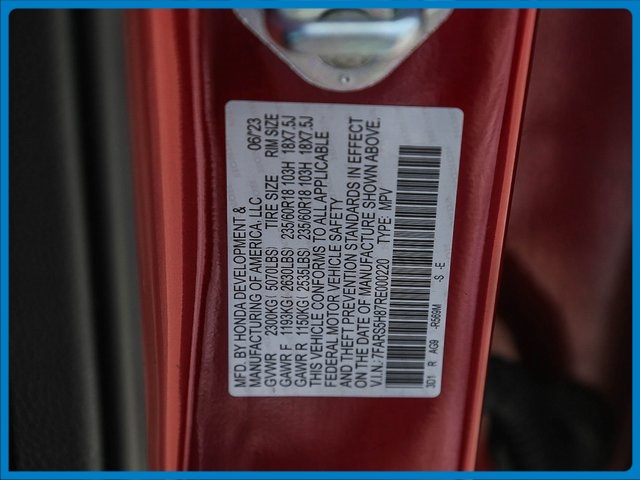 MFD. BY HONDA DEVELOPMENT &
MANUFACTURING OF AMERICA, LLC 06/23
GVWR 2300KG(5070LBS) TIRE SIZE RIM SIZE
GAWR F 1193KG(2630LBS) 235/60R18 103H 18X7.5J
GAWR R 1150KG(2535LBS) 235/60R18 103H 18X7.5J
THIS VEHICLE CONFORMS TO ALL APPLICABLE
FEDERAL MOTOR VEHICLE SAFETY
AND THEFT PREVENTION STANDARDS IN EFFECT
ON THE DATE OF MANUFACTURE SHOWN ABOVE.
V.I.N.: 7FARS5H87RE000220 TYPE: MPV
3D1 R AG9 -R569M -S -E